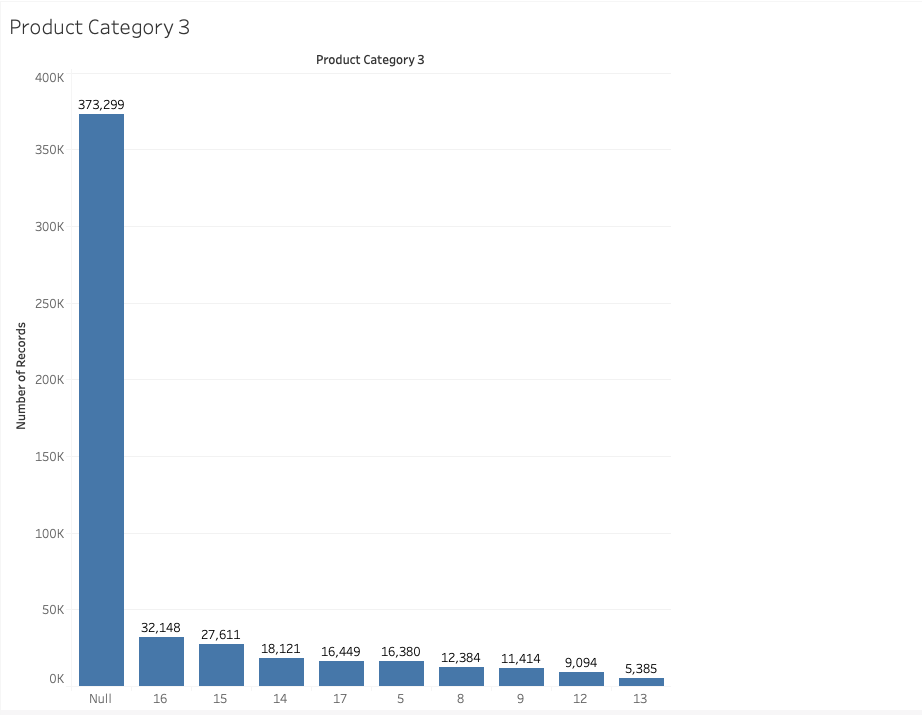 Product Category 3
Product Category 3
Number of Records
400K
350K
300K
250K
200K
150K
100K
50K
0K
373,299
32,148
27,611
18,121
16,449
16,380
12,384
11,414
9,094
5,385
Null 16 15 14 17 5 8 9 12 13